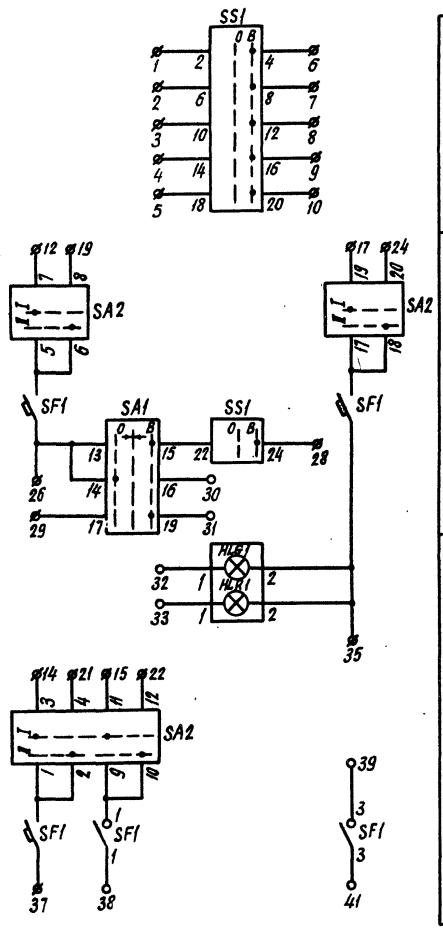 SS1
O B
1 2 4 6
2 6 8 7
3 10 12 8
4 14 16 9
5 18 20 10
12 19
7 8
I
II
SA2
5 6
SF1
17 24
19 20
I
II
SA2
17 18
SF1
SA1
O B
SS1
O B
13 15 22 24 28
26 14 16 30
29 17 19 31
HLG1
32 1 2
HLR1
33 1 2
35
14 21 15 22
3 4 11 12
I
II
SA2
1 2 9 10
SF1
1
SF1
1
37 38
39
3
SF1
3
41